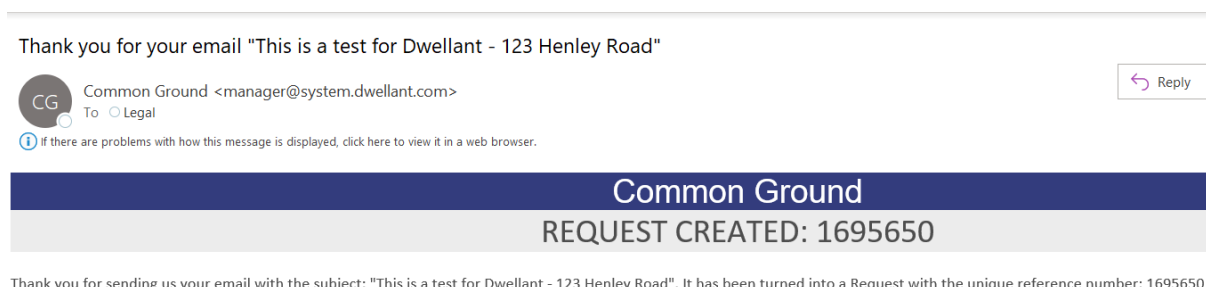 Thank you for your email "This is a test for Dwellant - 123 Henley Road"
CG
Common Ground <manager@system.dwellant.com>
To Legal
Reply
If there are problems with how this message is displayed, click here to view it in a web browser.
Common Ground
REQUEST CREATED: 1695650
Thank you for sending us your email with the subject: "This is a test for Dwellant - 123 Henley Road". It has been turned into a Request with the unique reference number: 1695650